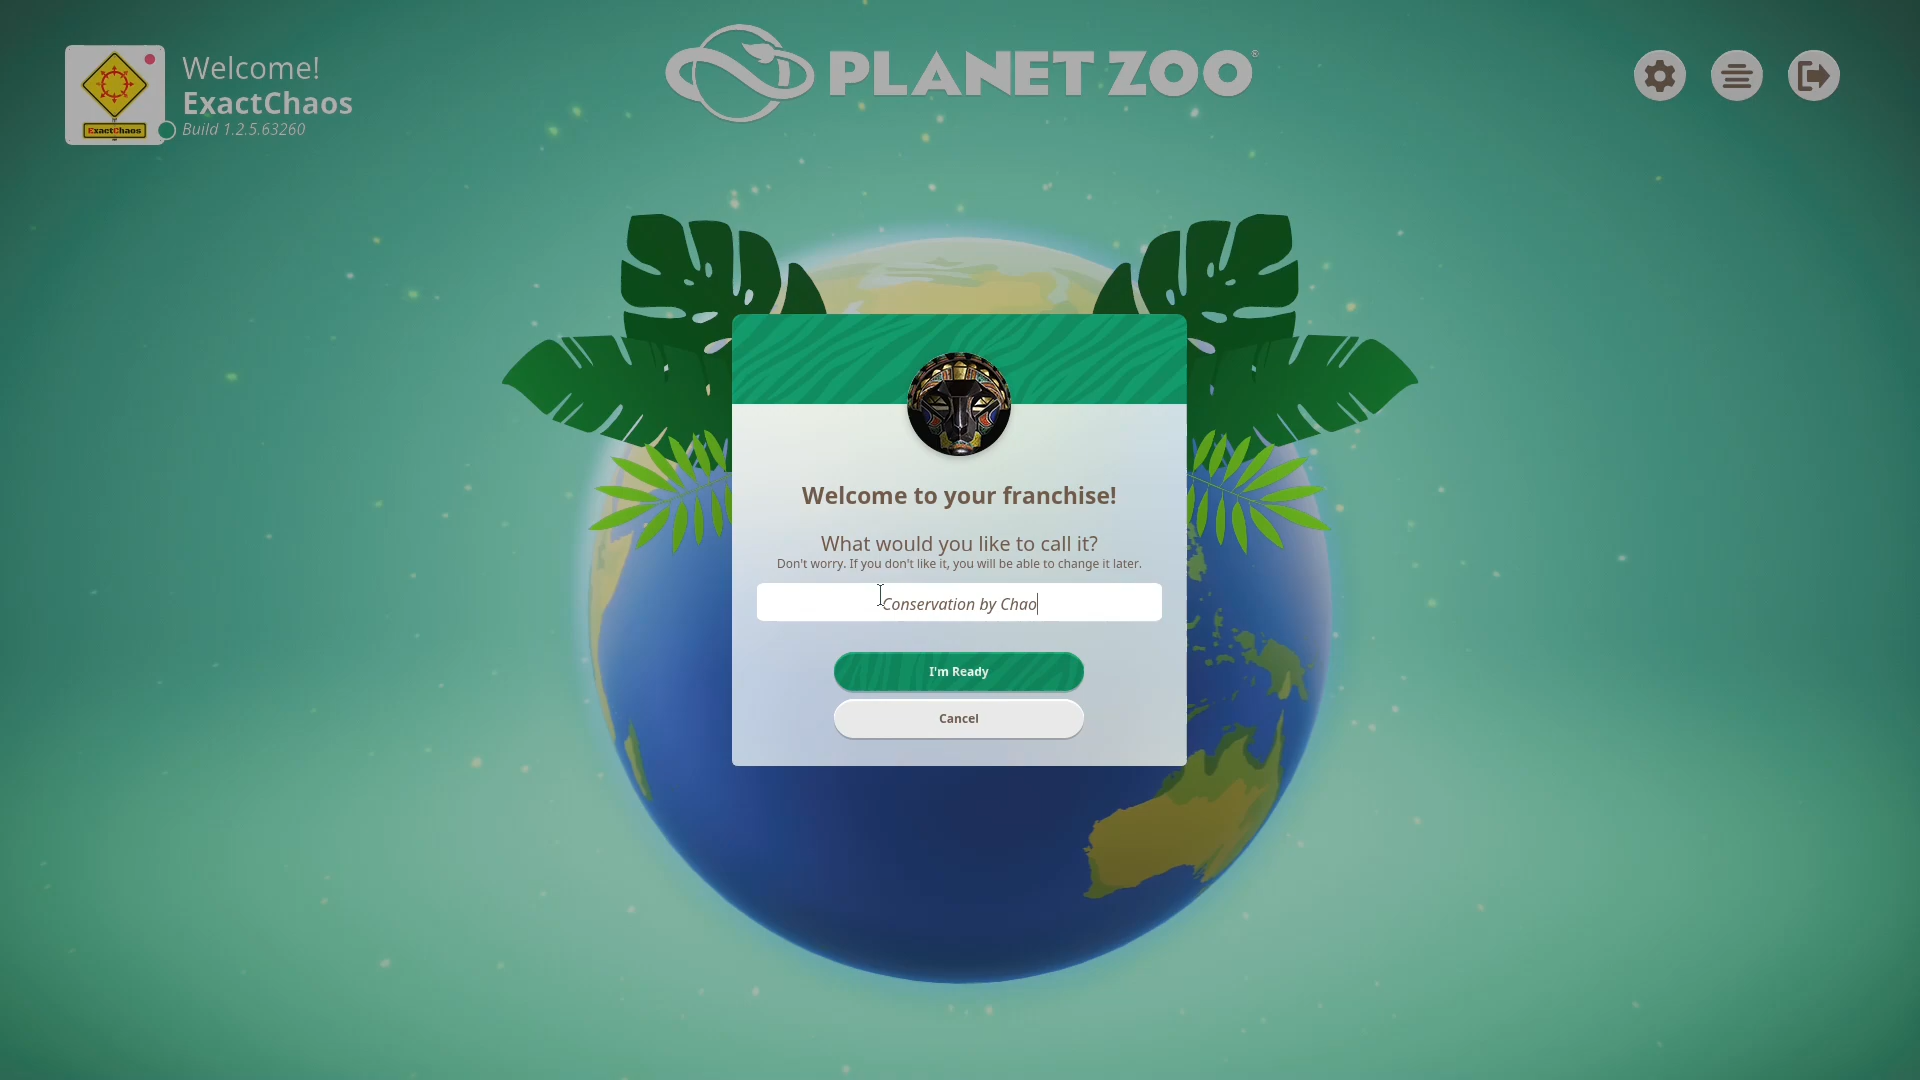 Welcome!
ExactChaos
Build 1.2.5.63260
ExactChaos
PLANET ZOO®
Welcome to your franchise!
What would you like to call it?
Don't worry. If you don't like it, you will be able to change it later.
Conservation by Chao
I'm Ready
Cancel